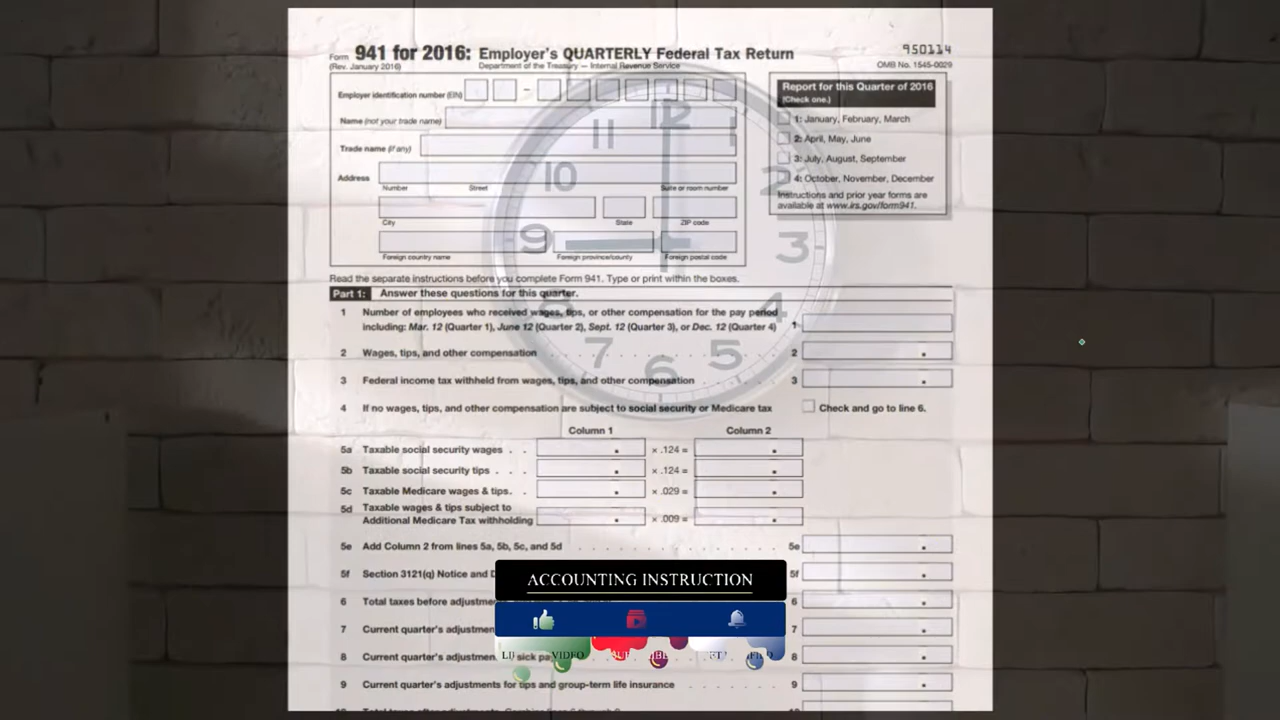 Form 941 for 2016: Employer's QUARTERLY Federal Tax Return
950114
(Rev. January 2016)
Department of the Treasury — Internal Revenue Service
OMB No. 1545-0029
Employer identification number (EIN)
–
Name (not your trade name)
Trade name (if any)
Address
Number
Street
Suite or room number
City
State
ZIP code
Foreign country name
Foreign province/county
Foreign postal code
Report for this Quarter of 2016
(Check one.)
1: January, February, March
2: April, May, June
3: July, August, September
4: October, November, December
Instructions and prior year forms are
available at www.irs.gov/form941.
12
11
10
9
1
2
3
4
5
6
7
Read the separate instructions before you complete Form 941. Type or print within the boxes.
Part 1: Answer these questions for this quarter.
1 Number of employees who received wages, tips, or other compensation for the pay period
including: Mar. 12 (Quarter 1), June 12 (Quarter 2), Sept. 12 (Quarter 3), or Dec. 12 (Quarter 4) 1
2 Wages, tips, and other compensation 2
3 Federal income tax withheld from wages, tips, and other compensation 3
4 If no wages, tips, and other compensation are subject to social security or Medicare tax Check and go to line 6.
Column 1 Column 2
5a Taxable social security wages × .124 =
5b Taxable social security tips × .124 =
5c Taxable Medicare wages & tips. × .029 =
5d Taxable wages & tips subject to
Additional Medicare Tax withholding × .009 =
5e Add Column 2 from lines 5a, 5b, 5c, and 5d 5e
5f Section 3121(q) Notice and 5f
ACCOUNTING INSTRUCTION
6 Total taxes before 6
7 Current quarter's 7
8 Current quarter's sick 8
VIDEO
9 Current quarter's adjustments for tips and group-term life insurance 9